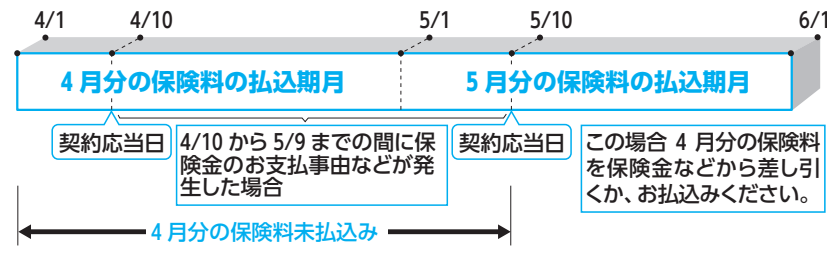 4/1 4/10 5/1 5/10 6/1
4月分の保険料の払込期月 5月分の保険料の払込期月
契約応当日
4/10から5/9までの間に保
険金のお支払事由などが発
生した場合
契約応当日
この場合 4 月分の保険料
を保険金などから差し引
くか、お払込みください。
4月分の保険料未払込み